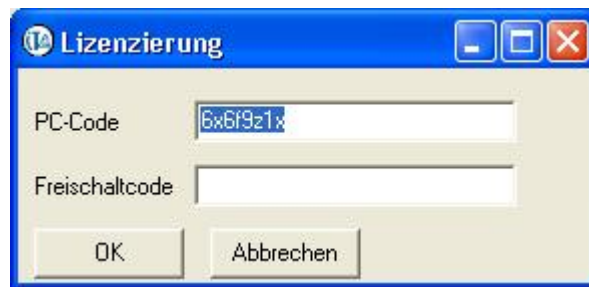 Lizenzierung
PC-Code 6x6f9z1x
Freischaltcode
OK Abbrechen